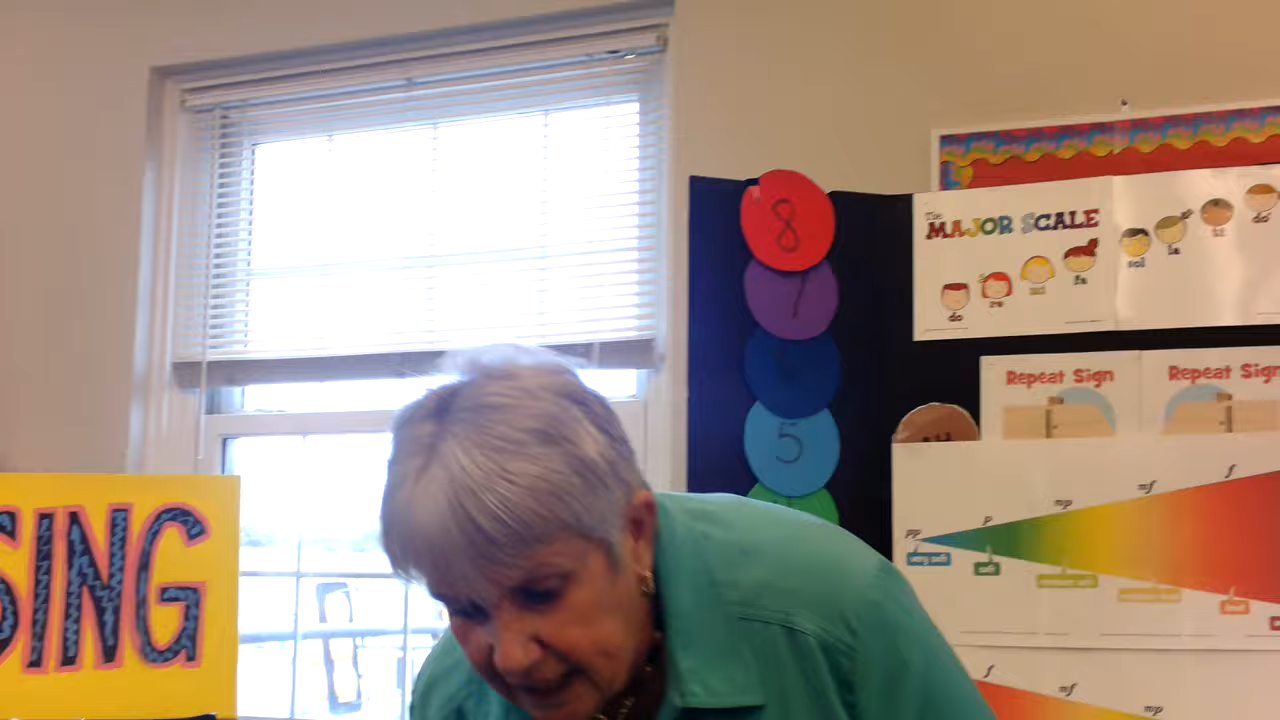 SING
8
7
5
The
MAJOR SCALE
do
re
mi
fa
sol
la
ti
do
Repeat Sign
Repeat Sign
pp
p
mp
mf
f
very soft
soft
loud
f
mf
mp